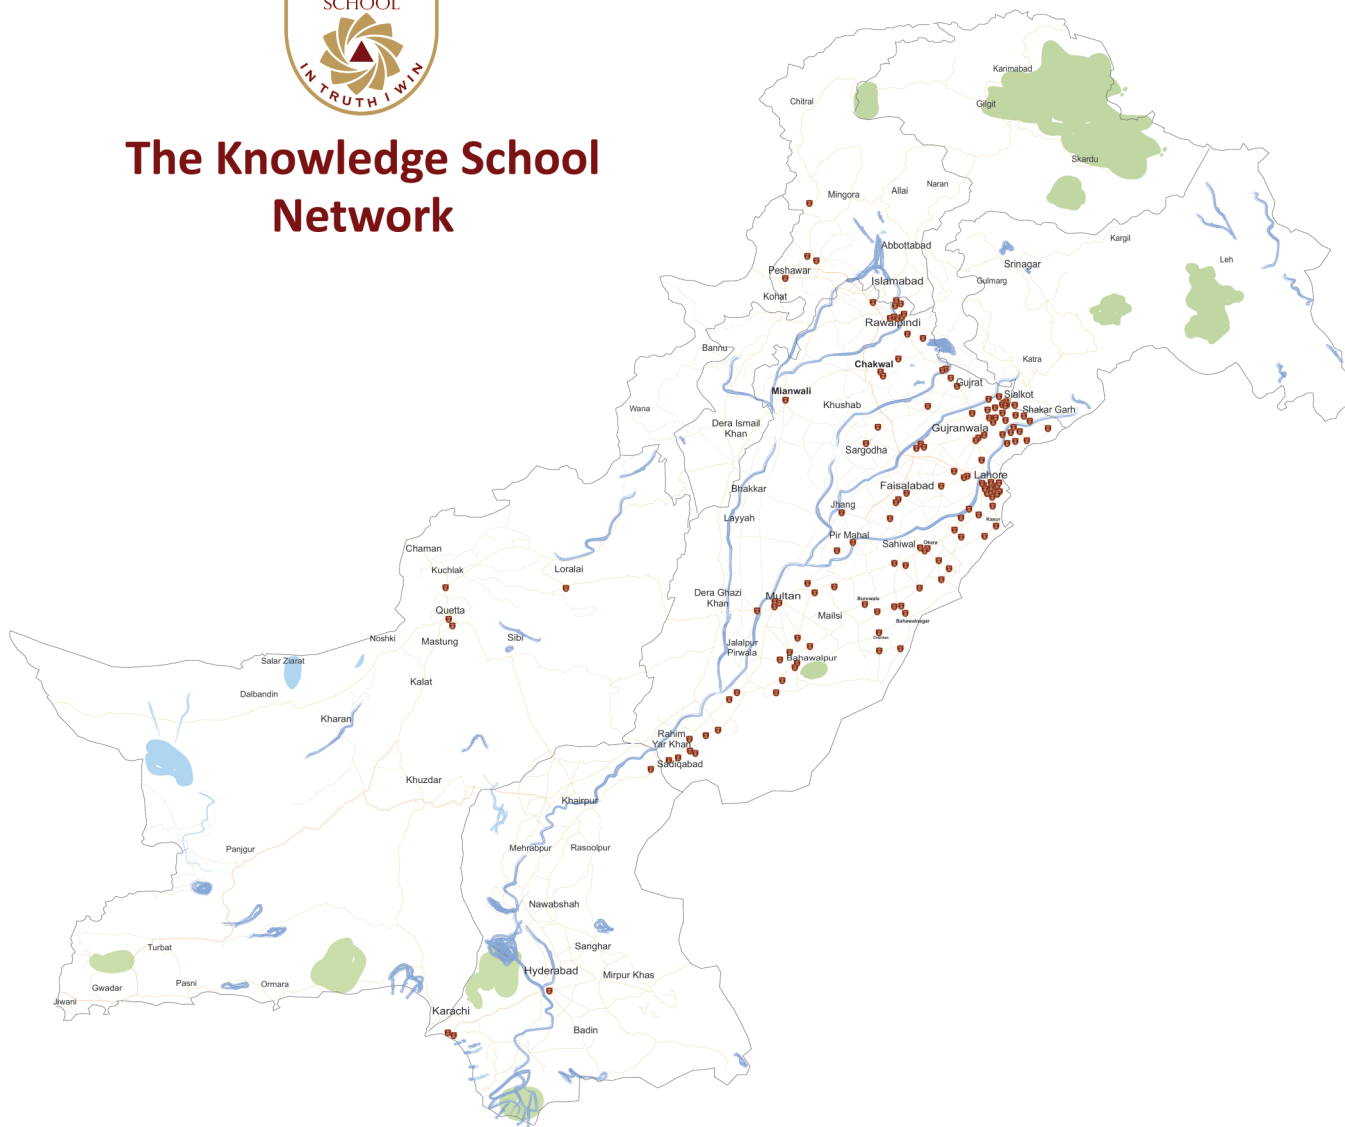 SCHOOL
IN TRUTH I WIN
The Knowledge School
Network
Karimabad
Chitral
Gilgit
Skardu
Naran
Allai
Mingora
Kargil
Abbottabad
Leh
Srinagar
Peshawar
Islamabad
Gulmarg
Kohat
Rawalpindi
Bannu
Katra
Chakwal
Gujrat
Mianwali
Sialkot
Khushab
Wana
Shakar Garh
Dera Ismail
Khan
Gujranwala
Sargodha
Lahore
Bhakkar
Faisalabad
Jhang
Layyah
Kasur
Pir Mahal
Sahiwal
Okara
Chaman
Kuchlak
Loralai
Dera Ghazi
Khan
Multan
Burewala
Quetta
Mailsi
Bahawalnagar
Noshki
Mastung
Sibi
Jalalpur
Pirwala
Salar Ziarat
Bahawalpur
Kalat
Dalbandin
Kharan
Rahim
Yar Khan
Sadiqabad
Khuzdar
Khairpur
Panjgur
Mehrabpur
Rasoolpur
Nawabshah
Turbat
Sanghar
Hyderabad
Mirpur Khas
Gwadar
Pasni
Ormara
Jiwani
Karachi
Badin